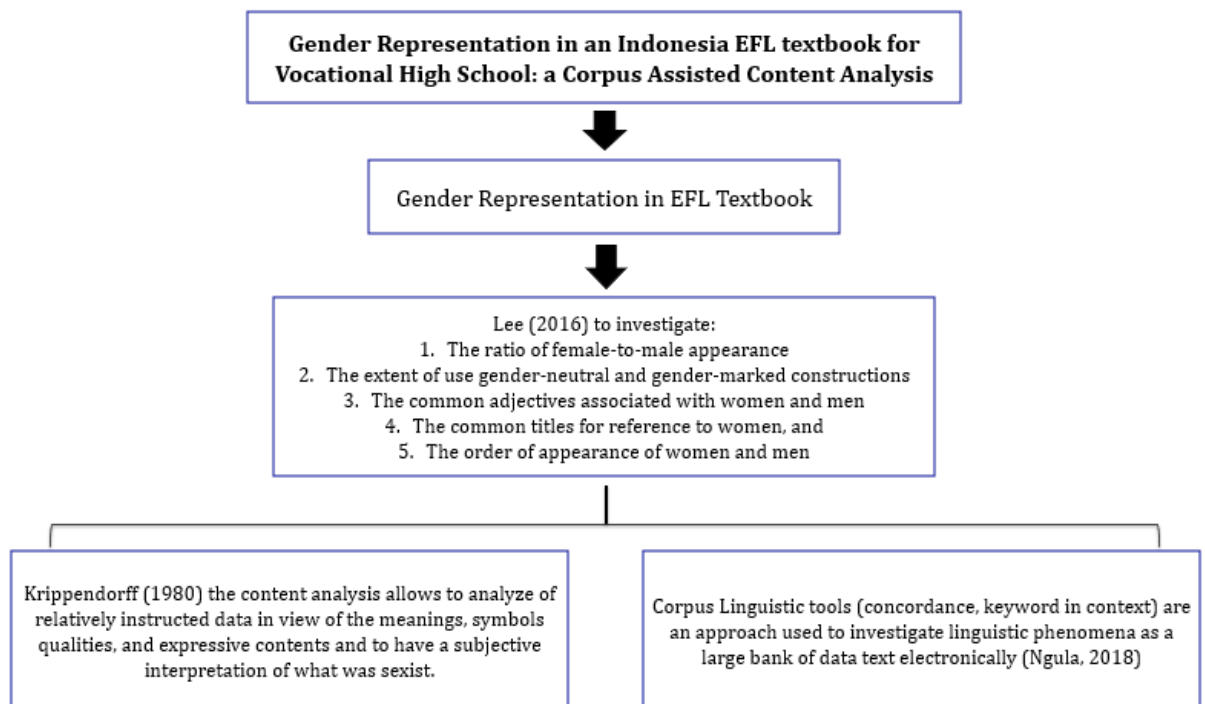 Gender Representation in an Indonesia EFL textbook for
Vocational High School: a Corpus Assisted Content Analysis
Gender Representation in EFL Textbook
Lee (2016) to investigate:
1. The ratio of female-to-male appearance
2. The extent of use gender-neutral and gender-marked constructions
3. The common adjectives associated with women and men
4. The common titles for reference to women, and
5. The order of appearance of women and men
Krippendorff (1980) the content analysis allows to analyze of
relatively instructed data in view of the meanings, symbols
qualities, and expressive contents and to have a subjective
interpretation of what was sexist.
Corpus Linguistic tools (concordance, keyword in context) are
an approach used to investigate linguistic phenomena as a
large bank of data text electronically (Ngula, 2018)